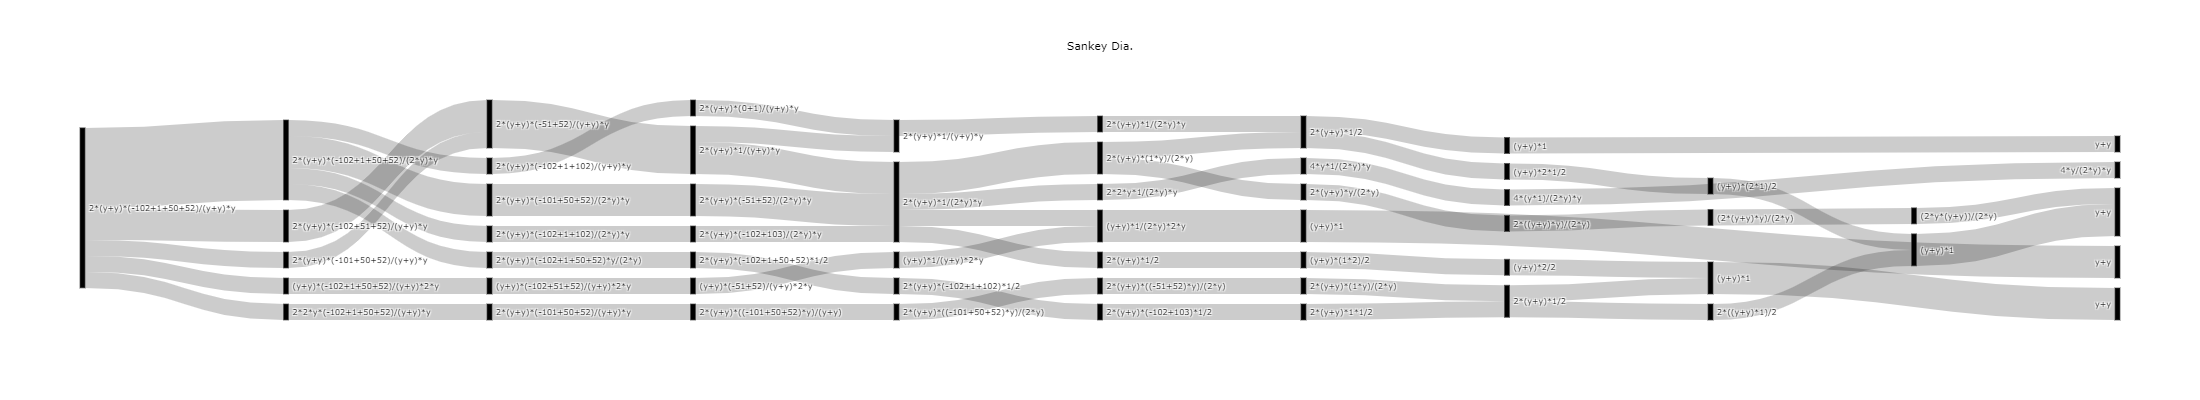 Sankey Dia.
2*(y+y)*(-102+1+50+52)/(y+y)*y
2*(y+y)*(-102+1+50+52)/(2*y)*y
2*(y+y)*(-102+51+52)/(y+y)*y
2*(y+y)*(-101+50+52)/(y+y)*y
(y+y)*(-102+1+50+52)/(y+y)*2*y
2*2*y*(-102+1+50+52)/(y+y)*y
2*(y+y)*(-51+52)/(y+y)*y
2*(y+y)*(-102+1+102)/(y+y)*y
2*(y+y)*(-101+50+52)/(2*y)*y
2*(y+y)*(-102+1+102)/(2*y)*y
2*(y+y)*(-102+1+50+52)*y/(2*y)
(y+y)*(-102+51+52)/(y+y)*2*y
2*(y+y)*(-101+50+52)/(y+y)*y
2*(y+y)*(0+1)/(y+y)*y
2*(y+y)*1/(y+y)*y
2*(y+y)*(-51+52)/(2*y)*y
2*(y+y)*(-102+103)/(2*y)*y
2*(y+y)*(-102+1+50+52)*1/2
(y+y)*(-51+52)/(y+y)*2*y
2*(y+y)*((-101+50+52)*y)/(y+y)
2*(y+y)*1/(y+y)*y
2*(y+y)*1/(2*y)*y
(y+y)*1/(y+y)*2*y
2*(y+y)*(-102+1+102)*1/2
2*(y+y)*((-101+50+52)*y)/(2*y)
2*(y+y)*1/(2*y)*y
2*(y+y)*(1*y)/(2*y)
2*2*y*1/(2*y)*y
(y+y)*1/(2*y)*2*y
2*(y+y)*1/2
2*(y+y)*((-51+52)*y)/(2*y)
2*(y+y)*(-102+103)*1/2
2*(y+y)*1/2
4*y*1/(2*y)*y
2*(y+y)*y/(2*y)
(y+y)*1
(y+y)*(1*2)/2
2*(y+y)*(1*y)/(2*y)
2*(y+y)*1*1/2
(y+y)*1
(y+y)*2*1/2
4*(y*1)/(2*y)*y
2*((y+y)*y)/(2*y)
(y+y)*2/2
2*(y+y)*1/2
(y+y)*(2*1)/2
(2*(y+y)*y)/(2*y)
(y+y)*1
2*((y+y)*1)/2
(2*y*(y+y))/(2*y)
(y+y)*1
y+y
4*y/(2*y)*y
y+y
y+y
y+y